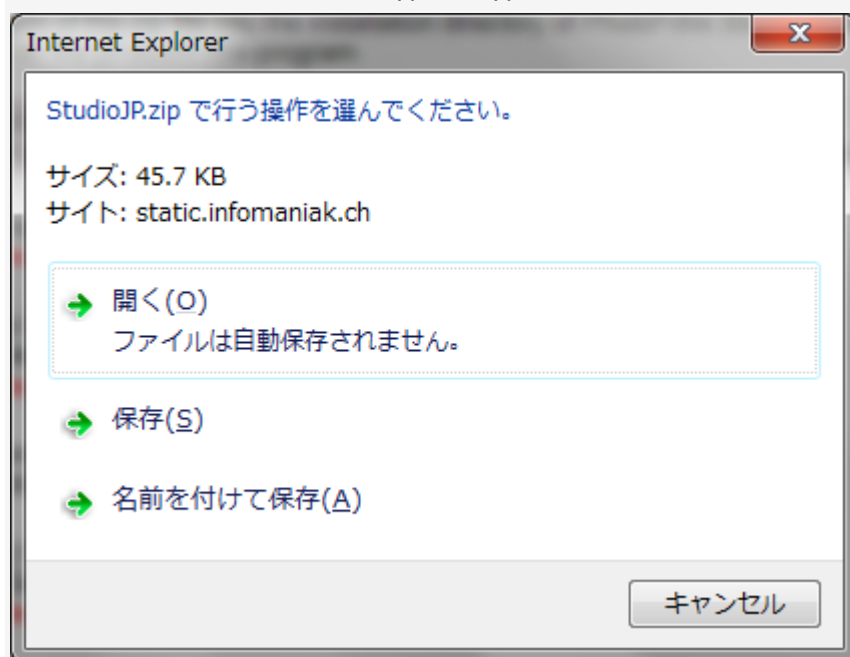 Internet Explorer
StudioJP.zip で行う操作を選んでください。
サイズ: 45.7 KB
サイト: static.infomaniak.ch
開く(O)
ファイルは自動保存されません。
保存(S)
名前を付けて保存(A)
キャンセル